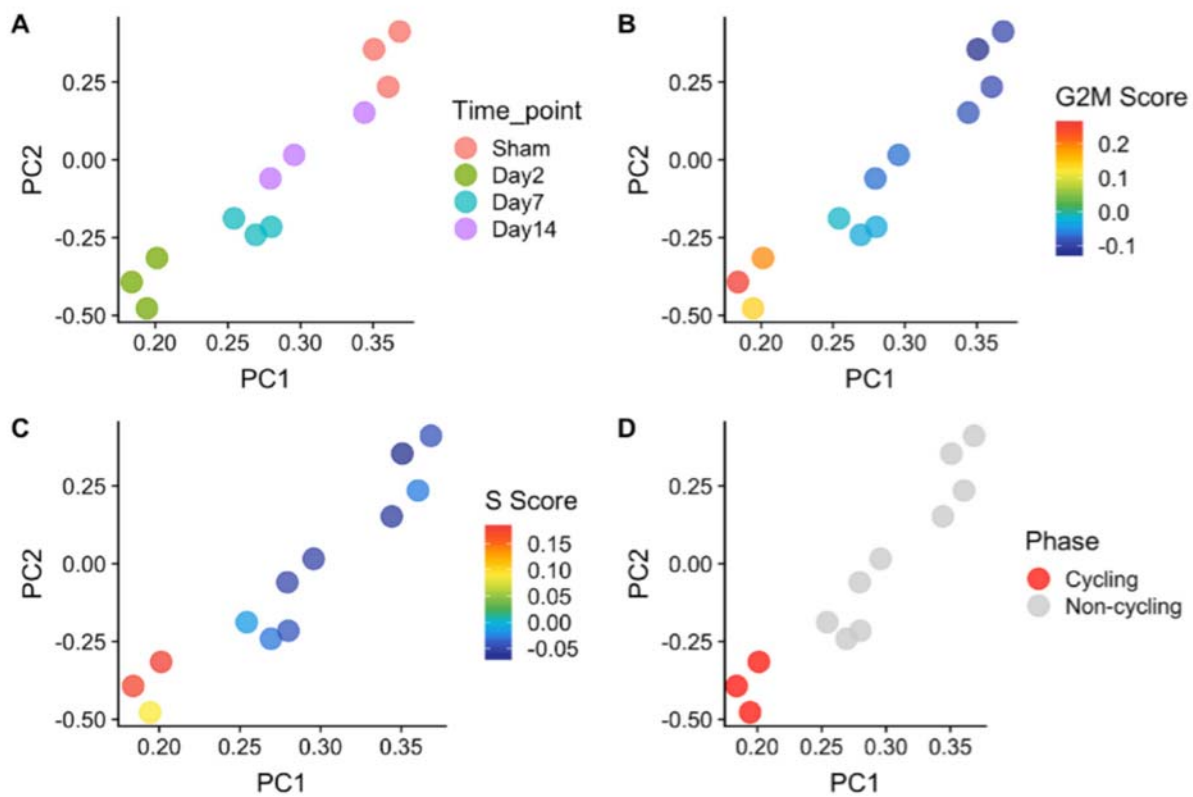 A
PC2
0.25
0.00
-0.25
-0.50
0.20 0.25 0.30 0.35
PC1
Time_point
Sham
Day2
Day7
Day14
B
PC2
0.25
0.00
-0.25
-0.50
0.20 0.25 0.30 0.35
PC1
G2M Score
0.2
0.1
0.0
-0.1
C
PC2
0.25
0.00
-0.25
-0.50
0.20 0.25 0.30 0.35
PC1
S Score
0.15
0.10
0.05
0.00
-0.05
D
PC2
0.25
0.00
-0.25
-0.50
0.20 0.25 0.30 0.35
PC1
Phase
Cycling
Non-cycling